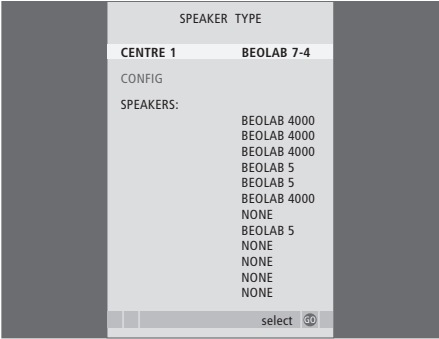 SPEAKER TYPE
CENTRE 1 BEOLAB 7-4
CONFIG
SPEAKERS:
BEOLAB 4000
BEOLAB 4000
BEOLAB 4000
BEOLAB 5
BEOLAB 5
BEOLAB 4000
NONE
BEOLAB 5
NONE
NONE
NONE
NONE
select GO